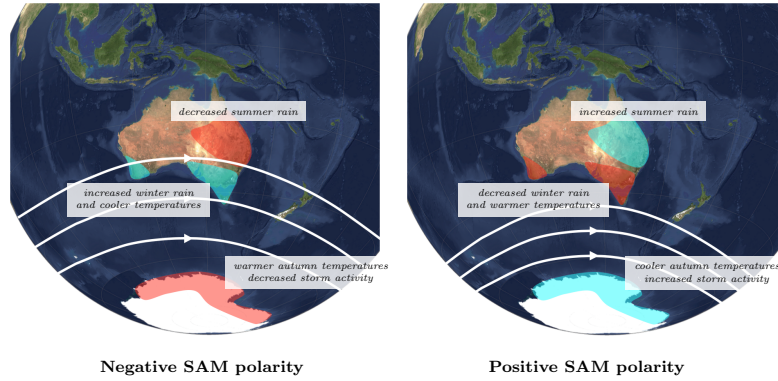 decreased summer rain
increased winter rain
and cooler temperatures
warmer autumn temperatures
decreased storm activity
Negative SAM polarity
increased summer rain
decreased winter rain
and warmer temperatures
cooler autumn temperatures
increased storm activity
Positive SAM polarity